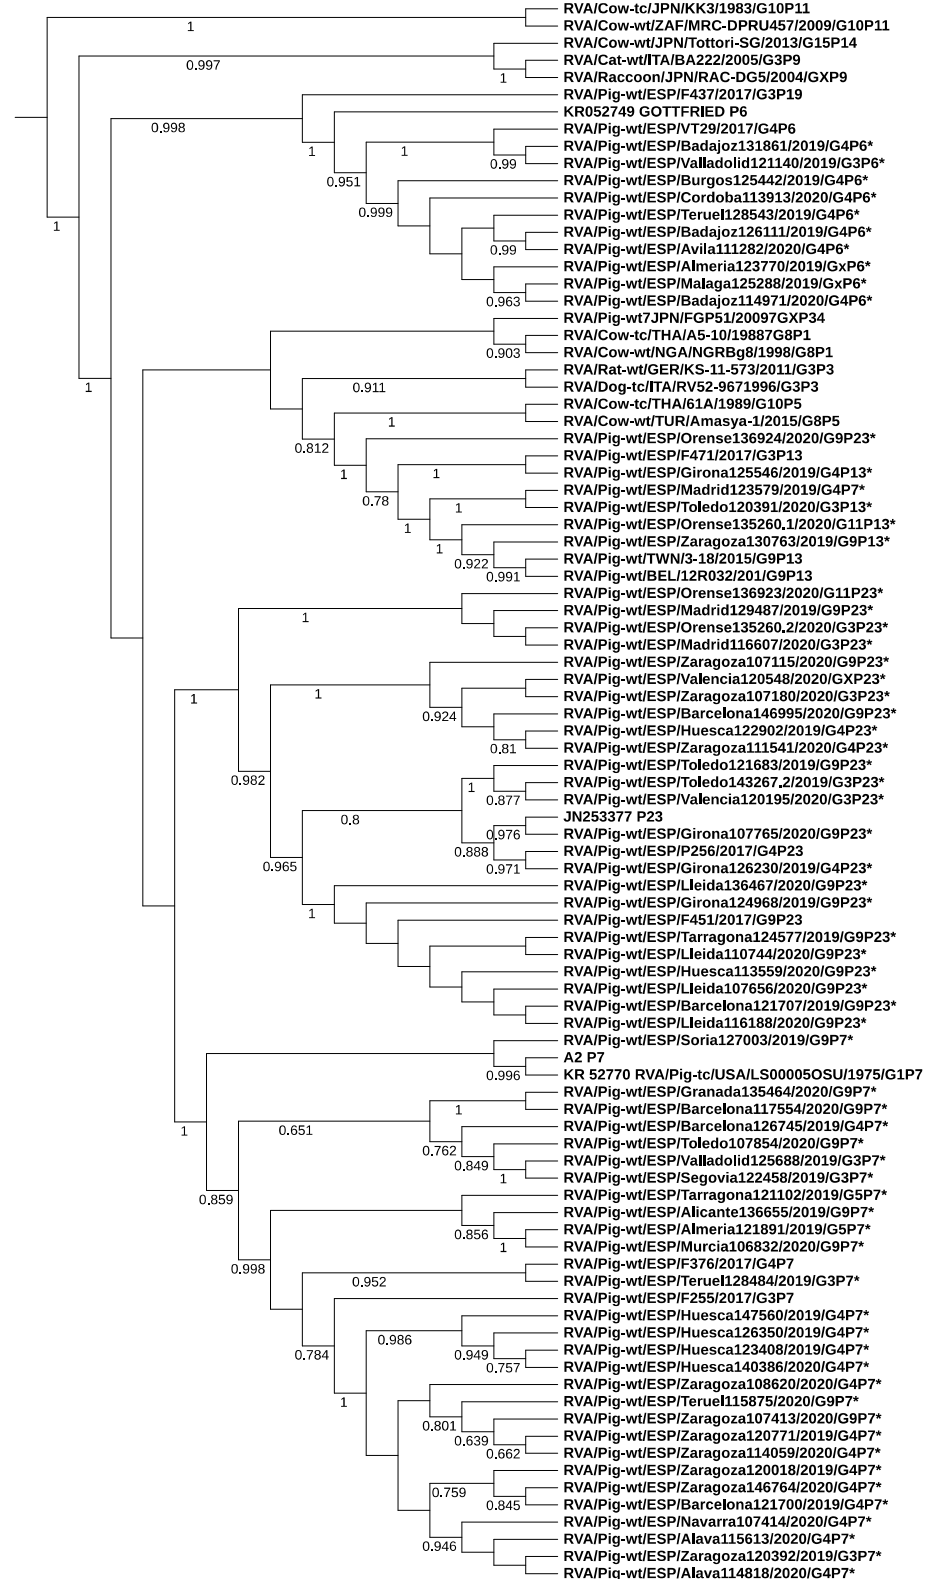 RVA/Cow-tc/JPN/KK3/1983/G10P11
1
RVA/Cow-wt/ZAF/MRC-DPRU457/2009/G10P11
RVA/Cow-wt/JPN/Tottori-SG/2013/G15P14
0.997
RVA/Cat-wt/ITA/BA222/2005/G3P9
1
RVA/Raccoon/JPN/RAC-DG5/2004/GXP9
RVA/Pig-wt/ESP/F437/2017/G3P19
0.998
KR052749 GOTTFRIED P6
RVA/Pig-wt/ESP/VT29/2017/G4P6
1
1
RVA/Pig-wt/ESP/Badajoz131861/2019/G4P6*
0.99
RVA/Pig-wt/ESP/Valladolid121140/2019/G3P6*
0.951
RVA/Pig-wt/ESP/Burgos125442/2019/G4P6*
RVA/Pig-wt/ESP/Cordoba113913/2020/G4P6*
0.999
RVA/Pig-wt/ESP/Teruel128543/2019/G4P6*
1
RVA/Pig-wt/ESP/Badajoz126111/2019/G4P6*
0.99
RVA/Pig-wt/ESP/Avila111282/2020/G4P6*
RVA/Pig-wt/ESP/Almeria123770/2019/GxP6*
RVA/Pig-wt/ESP/Malaga125288/2019/GxP6*
0.963
RVA/Pig-wt/ESP/Badajoz114971/2020/G4P6*
RVA/Pig-wt7JPN/FGP51/20097GXP34
RVA/Cow-tc/THA/A5-10/19887G8P1
0.903
RVA/Cow-wt/NGA/NGRBg8/1998/G8P1
RVA/Rat-wt/GER/KS-11-573/2011/G3P3
1
0.911
RVA/Dog-tc/ITA/RV52-9671996/G3P3
RVA/Cow-tc/THA/61A/1989/G10P5
1
RVA/Cow-wt/TUR/Amasya-1/2015/G8P5
RVA/Pig-wt/ESP/Orense136924/2020/G9P23*
0.812
RVA/Pig-wt/ESP/F471/2017/G3P13
1
1
RVA/Pig-wt/ESP/Girona125546/2019/G4P13*
RVA/Pig-wt/ESP/Madrid123579/2019/G4P7*
0.78
1
RVA/Pig-wt/ESP/Toledo120391/2020/G3P13*
RVA/Pig-wt/ESP/Orense135260.1/2020/G11P13*
1
RVA/Pig-wt/ESP/Zaragoza130763/2019/G9P13*
1
RVA/Pig-wt/TWN/3-18/2015/G9P13
0.922
RVA/Pig-wt/BEL/12R032/201/G9P13
0.991
RVA/Pig-wt/ESP/Orense136923/2020/G11P23*
RVA/Pig-wt/ESP/Madrid129487/2019/G9P23*
1
RVA/Pig-wt/ESP/Orense135260.2/2020/G3P23*
RVA/Pig-wt/ESP/Madrid116607/2020/G3P23*
RVA/Pig-wt/ESP/Zaragoza107115/2020/G9P23*
RVA/Pig-wt/ESP/Valencia120548/2020/GXP23*
1
1
RVA/Pig-wt/ESP/Zaragoza107180/2020/G3P23*
RVA/Pig-wt/ESP/Barcelona146995/2020/G9P23*
0.924
RVA/Pig-wt/ESP/Huesca122902/2019/G4P23*
RVA/Pig-wt/ESP/Zaragoza111541/2020/G4P23*
0.81
RVA/Pig-wt/ESP/Toledo121683/2019/G9P23*
0.982
RVA/Pig-wt/ESP/Toledo143267.2/2019/G3P23*
1
RVA/Pig-wt/ESP/Valencia120195/2020/G3P23*
0.877
JN253377 P23
0.8
RVA/Pig-wt/ESP/Girona107765/2020/G9P23*
0.976
RVA/Pig-wt/ESP/P256/2017/G4P23
0.888
RVA/Pig-wt/ESP/Girona126230/2019/G4P23*
0.965
0.971
RVA/Pig-wt/ESP/Lleida136467/2020/G9P23*
RVA/Pig-wt/ESP/Girona124968/2019/G9P23*
1
RVA/Pig-wt/ESP/F451/2017/G9P23
RVA/Pig-wt/ESP/Tarragona124577/2019/G9P23*
RVA/Pig-wt/ESP/Lleida110744/2020/G9P23*
RVA/Pig-wt/ESP/Huesca113559/2020/G9P23*
RVA/Pig-wt/ESP/Lleida107656/2020/G9P23*
RVA/Pig-wt/ESP/Barcelona121707/2019/G9P23*
RVA/Pig-wt/ESP/Lleida116188/2020/G9P23*
RVA/Pig-wt/ESP/Soria127003/2019/G9P7*
A2 P7
0.996
KR 52770 RVA/Pig-tc/USA/LS00005OSU/1975/G1P7
RVA/Pig-wt/ESP/Granada135464/2020/G9P7*
1
RVA/Pig-wt/ESP/Barcelona117554/2020/G9P7*
1
0.651
RVA/Pig-wt/ESP/Barcelona126745/2019/G4P7*
RVA/Pig-wt/ESP/Toledo107854/2020/G9P7*
0.762
RVA/Pig-wt/ESP/Valladolid125688/2019/G3P7*
0.849
RVA/Pig-wt/ESP/Segovia122458/2019/G3P7*
1
RVA/Pig-wt/ESP/Tarragona121102/2019/G5P7*
0.859
RVA/Pig-wt/ESP/Alicante136655/2019/G9P7*
RVA/Pig-wt/ESP/Almeria121891/2019/G5P7*
0.856
RVA/Pig-wt/ESP/Murcia106832/2020/G9P7*
1
RVA/Pig-wt/ESP/F376/2017/G4P7
0.998
RVA/Pig-wt/ESP/Teruel128484/2019/G3P7*
0.952
RVA/Pig-wt/ESP/F255/2017/G3P7
RVA/Pig-wt/ESP/Huesca147560/2019/G4P7*
RVA/Pig-wt/ESP/Huesca126350/2019/G4P7*
0.986
RVA/Pig-wt/ESP/Huesca123408/2019/G4P7*
0.784
0.949
RVA/Pig-wt/ESP/Huesca140386/2020/G4P7*
0.757
RVA/Pig-wt/ESP/Zaragoza108620/2020/G4P7*
1
RVA/Pig-wt/ESP/Teruel115875/2020/G9P7*
RVA/Pig-wt/ESP/Zaragoza107413/2020/G9P7*
0.801
RVA/Pig-wt/ESP/Zaragoza120771/2019/G4P7*
0.639
RVA/Pig-wt/ESP/Zaragoza114059/2020/G4P7*
0.662
RVA/Pig-wt/ESP/Zaragoza120018/2019/G4P7*
RVA/Pig-wt/ESP/Zaragoza146764/2020/G4P7*
0.759
RVA/Pig-wt/ESP/Barcelona121700/2019/G4P7*
0.845
RVA/Pig-wt/ESP/Navarra107414/2020/G4P7*
RVA/Pig-wt/ESP/Alava115613/2020/G4P7*
0.946
RVA/Pig-wt/ESP/Zaragoza120392/2019/G3P7*
RVA/Pig-wt/ESP/Alava114818/2020/G4P7*